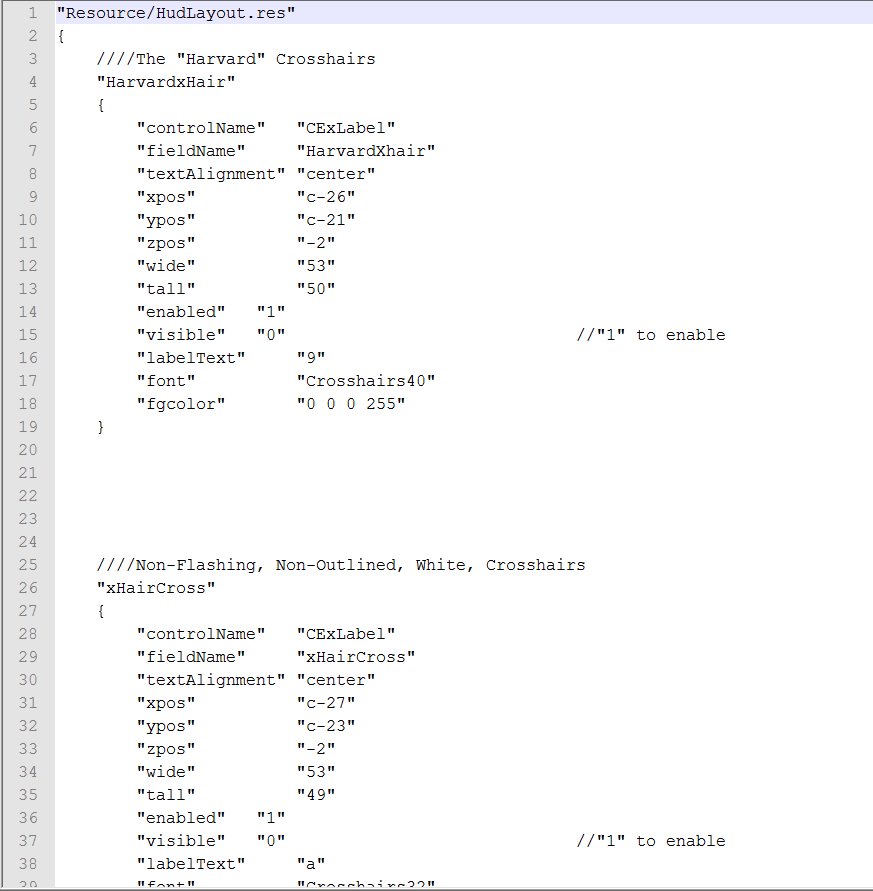 1 "Resource/HudLayout.res"
2 {
3 ////The "Harvard" Crosshairs
4 "HarvardxHair"
5 {
6 "controlName" "CExLabel"
7 "fieldName" "HarvardXhair"
8 "textAlignment" "center"
9 "xpos" "c-26"
10 "ypos" "c-21"
11 "zpos" "-2"
12 "wide" "53"
13 "tall" "50"
14 "enabled" "1"
15 "visible" "0" //"1" to enable
16 "labelText" "9"
17 "font" "Crosshairs40"
18 "fgcolor" "0 0 0 255"
19 }
20
21
22
23
24
25 ////Non-Flashing, Non-Outlined, White, Crosshairs
26 "xHairCross"
27 {
28 "controlName" "CExLabel"
29 "fieldName" "xHairCross"
30 "textAlignment" "center"
31 "xpos" "c-27"
32 "ypos" "c-23"
33 "zpos" "-2"
34 "wide" "53"
35 "tall" "49"
36 "enabled" "1"
37 "visible" "0" //"1" to enable
38 "labelText" "a"
39 "font" "Crosshairs32"